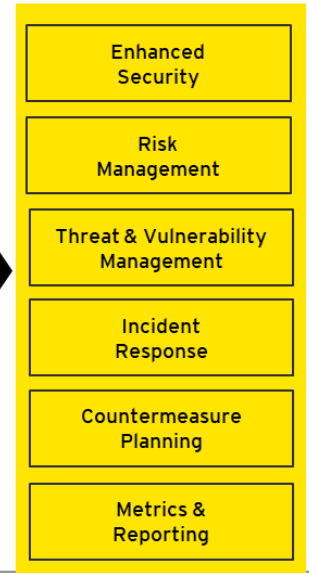 Enhanced
Security
Risk
Management
Threat & Vulnerability
Management
Incident
Response
Countermeasure
Planning
Metrics &
Reporting